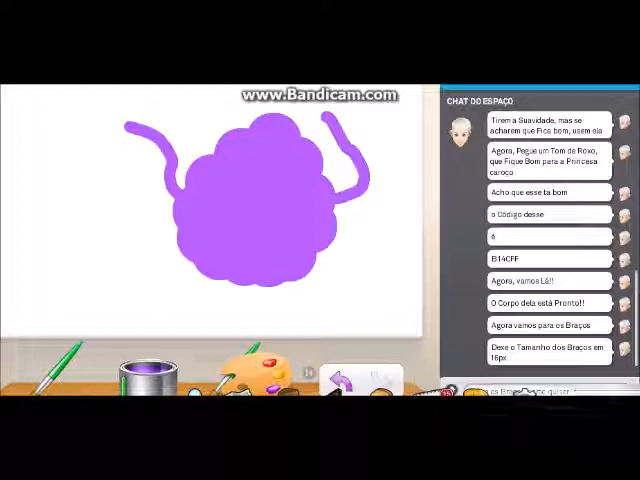 www.Bandicam.com
CHAT DO ESPAÇO
Tirem a Suavidade, mas se
acharem que Fica bom, usem ela
Agora, Pegue um Tom de Roxo,
que Fique Bom para a Princesa
caroço
Acho que esse ta bom
o Código desse
é
B14CFF
Agora, vamos Lá!!
O Corpo dela está Pronto!!
Agora vamos para os Braços
Dexe o Tamanho dos Braços em
16px